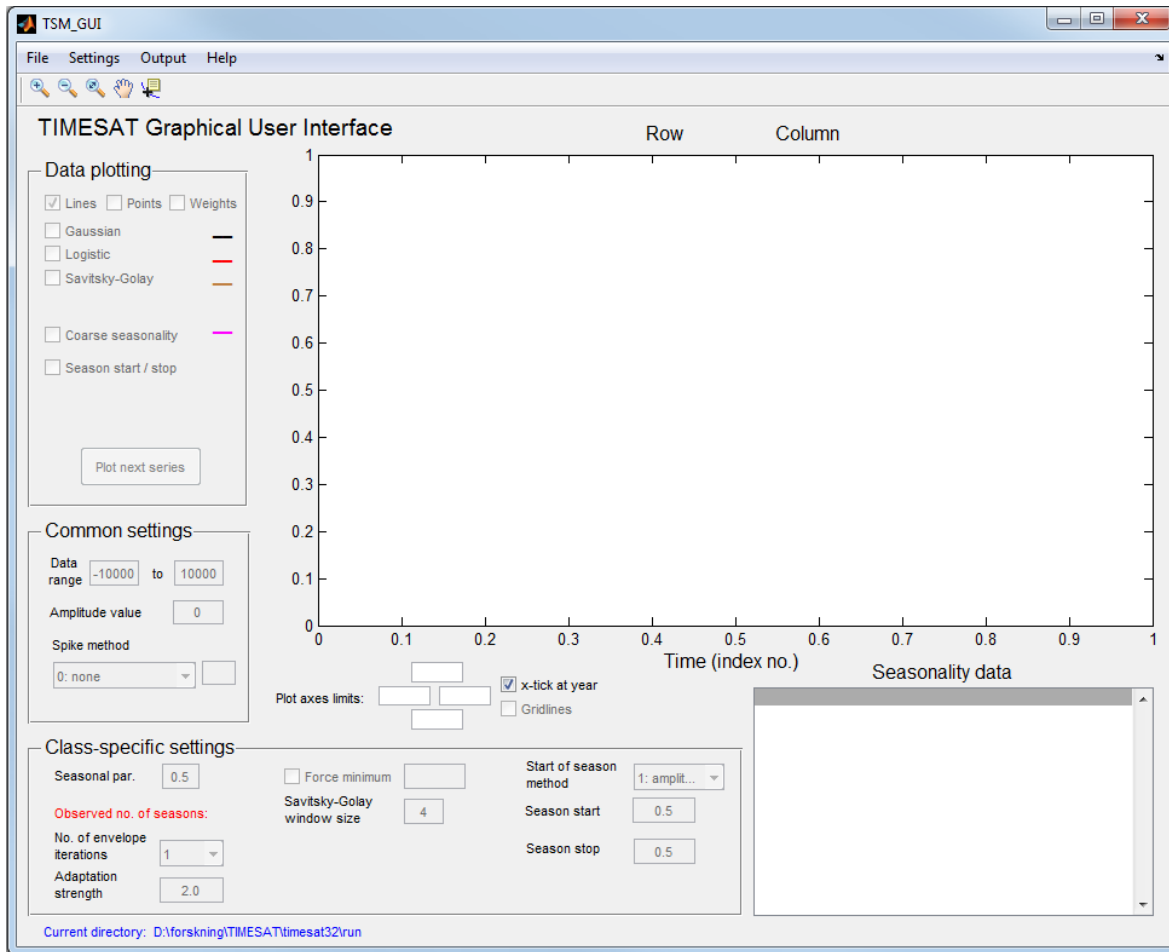 TSM_GUI
File Settings Output Help
TIMESAT Graphical User Interface
Row Column
Data plotting
Lines Points Weights
Gaussian
Logistic
Savitsky-Golay
Coarse seasonality
Season start / stop
Plot next series
1
0.9
0.8
0.7
0.6
0.5
0.4
0.3
0.2
0.1
0
0 0.1 0.2 0.3 0.4 0.5 0.6 0.7 0.8 0.9 1
Time (index no.)
Common settings
Data
range -10000 to 10000
Amplitude value 0
Spike method
0: none
Plot axes limits:
x-tick at year
Gridlines
Seasonality data
Class-specific settings
Seasonal par. 0.5
Observed no. of seasons:
No. of envelope
iterations 1
Adaptation
strength 2.0
Force minimum
Savitsky-Golay
window size 4
Start of season
method 1: amplit...
Season start 0.5
Season stop 0.5
Current directory: D:\forskning\TIMESAT\timesat32\run